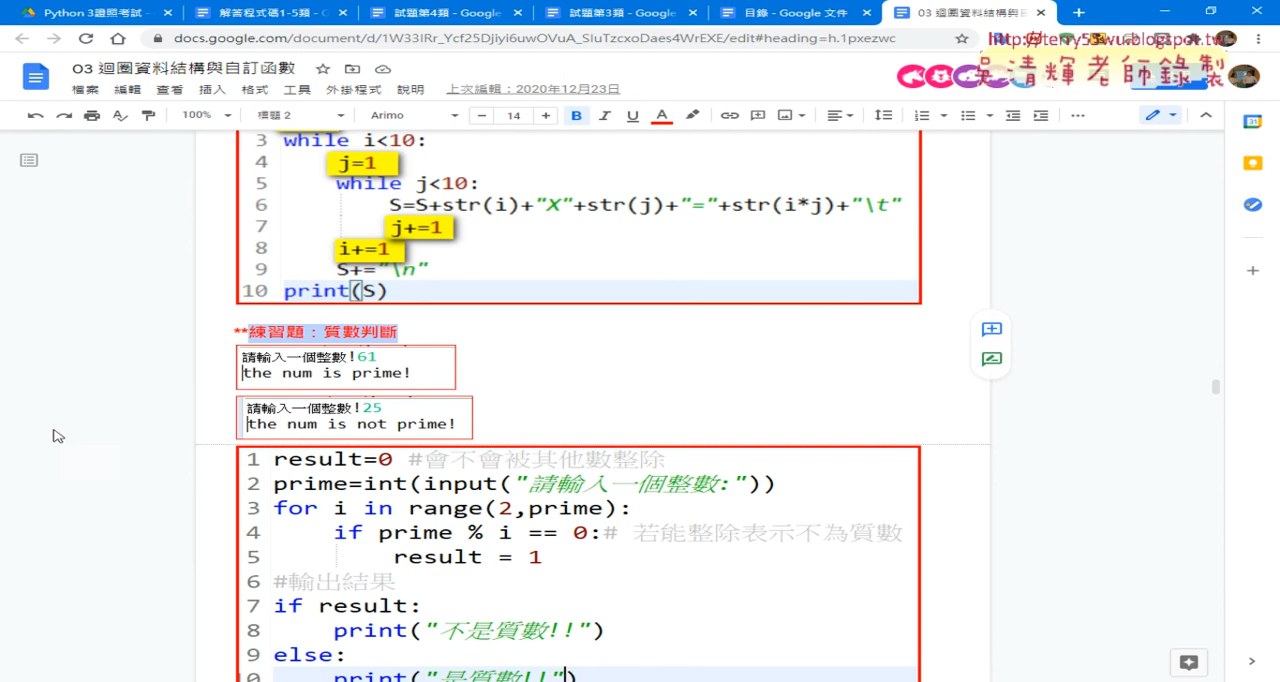 Python 3證照考試 -
解答程式碼1-5類 - G
試題第4類 - Google
試題第3類 - Google
目錄 - Google 文件
03 迴圈資料結構與自
docs.google.com/document/d/1W33lRr_Ycf25Djiyi6uwOVuA_SIuTzcxoDaes4WrEXE/edit#heading=h.1pxezwc
http://terry55wu.blogspot.tw
吳清輝老師錄製
03 迴圈資料結構與自訂函數
檔案 編輯 查看 插入 格式 工具 外掛程式 說明 上次編輯：2020年12月23日
100% 標題 2 Arimo 14 B I U A
3 while i<10:
4 j=1
5 while j<10:
6 S=S+str(i)+"X"+str(j)+"="+str(i*j)+"\t"
7 j+=1
8 i+=1
9 S+="\n"
10 print(S)
**練習題：質數判斷
請輸入一個整數!61
the num is prime!
請輸入一個整數!25
the num is not prime!
1 result=0 #會不會被其他數整除
2 prime=int(input("請輸入一個整數:"))
3 for i in range(2,prime):
4 if prime % i == 0:# 若能整除表示不為質數
5 result = 1
6 #輸出結果
7 if result:
8 print("不是質數!!")
9 else:
10 print("是質數!!")
31